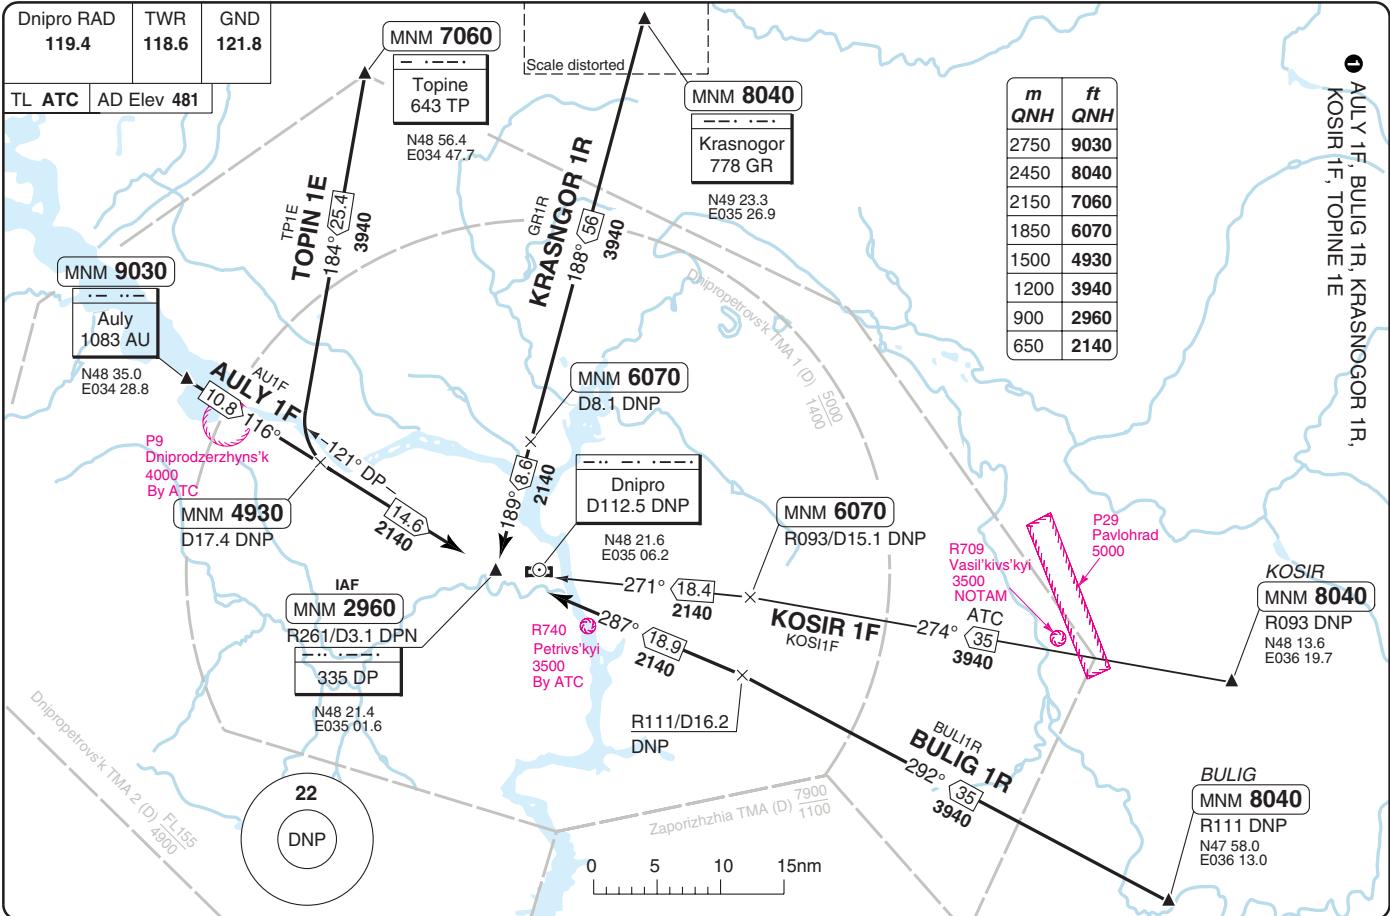 Dnipro RAD
119.4
TWR
118.6
GND
121.8
TL ATC
AD Elev 481
MNM 7060
Topine
643 TP
N48 56.4
E034 47.7
Scale distorted
MNM 8040
Krasnogor
778 GR
N49 23.3
E035 26.9
m
QNH
ft
QNH
2750 9030
2450 8040
2150 7060
1850 6070
1500 4930
1200 3940
900 2960
650 2140
1 AULY 1F, BULIG 1R, KRASNOGOR 1R,
KOSIR 1F, TOPINE 1E
TP1E
TOPIN 1E
184° 25.4
3940
GR1R
KRASNGOR 1R
188° 56
3940
MNM 9030
Auly
1083 AU
N48 35.0
E034 28.8
AU1F
AULY 1F
10.8 116°
P9
Dniprodzerzhyns'k
4000
By ATC
121° DP
14.6
2140
MNM 4930
D17.4 DNP
MNM 6070
D8.1 DNP
189° 8.6
2140
Dnipropetrovs'k TMA 1 (D) 5000
1400
Dnipro
D112.5 DNP
N48 21.6
E035 06.2
MNM 6070
R093/D15.1 DNP
P29
Pavlohrad
5000
R709
Vasil'kivs'kyi
3500
NOTAM
KOSIR
MNM 8040
R093 DNP
N48 13.6
E036 19.7
271° 18.4
2140
KOSIR 1F
KOSI1F
274° ATC
35
3940
IAF
MNM 2960
R261/D3.1 DPN
335 DP
N48 21.4
E035 01.6
R740
Petrivs'kyi
3500
By ATC
287° 18.9
2140
R111/D16.2
DNP
BULI1R
BULIG 1R
292° 35
3940
BULIG
MNM 8040
R111 DNP
N47 58.0
E036 13.0
Dnipropetrovs'k TMA 2 (D) FL155
4900
22
DNP
Zaporizhzhia TMA (D) 7900
1100
0 5 10 15nm